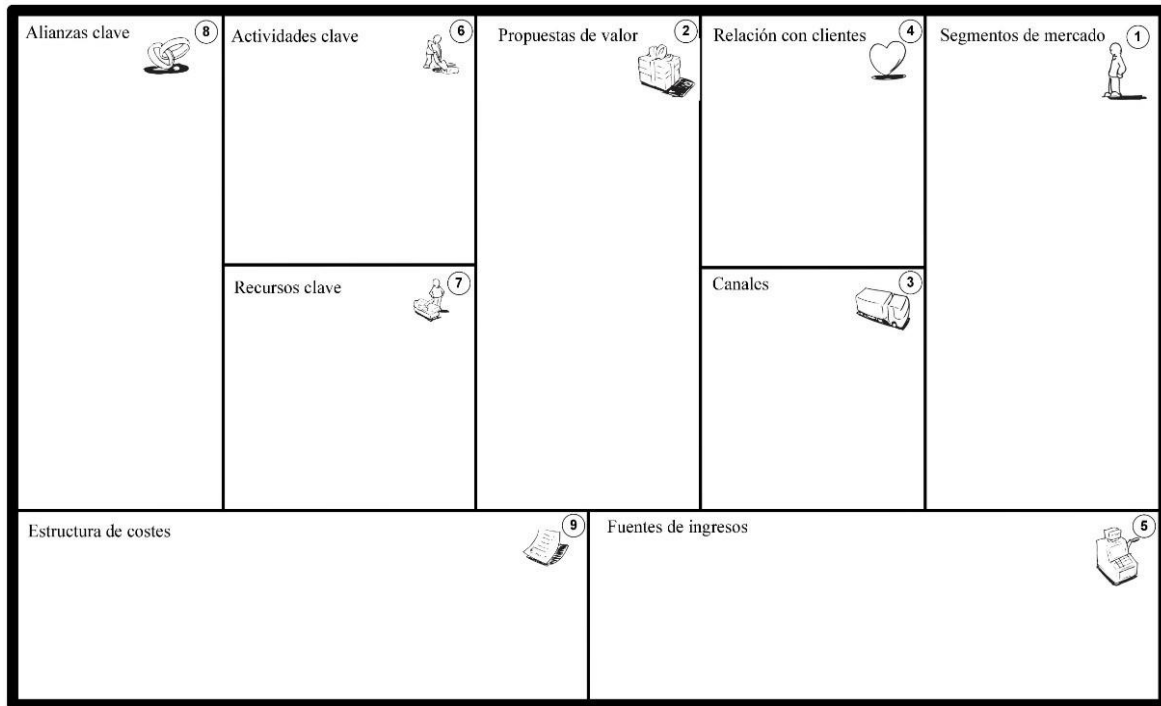 Alianzas clave
8
Actividades clave
6
Propuestas de valor
2
Relación con clientes
4
Segmentos de mercado
1
Recursos clave
7
Canales
3
Estructura de costes
9
Fuentes de ingresos
5